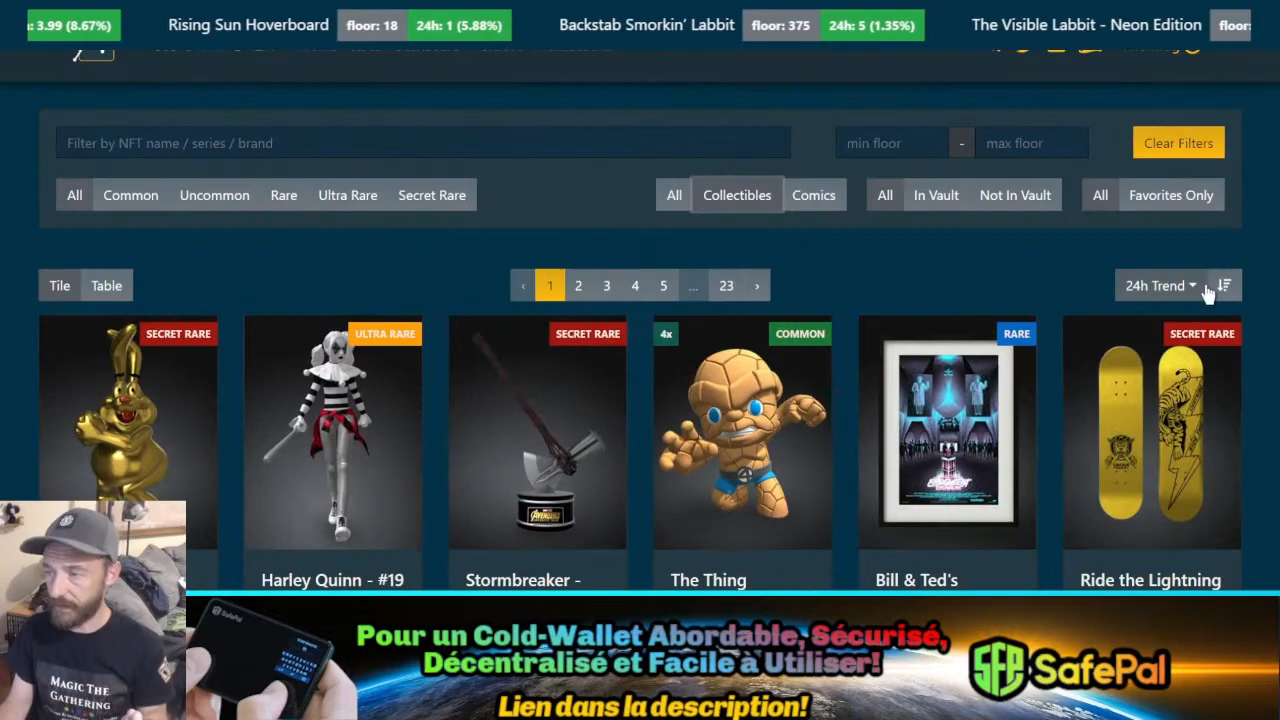 : 3.99 (8.67%) Rising Sun Hoverboard floor: 18 24h: 1 (5.88%) Backstab Smorkin' Labbit floor: 375 24h: 5 (1.35%) The Visible Labbit - Neon Edition floor:
Filter by NFT name / series / brand min floor - max floor Clear Filters
All Common Uncommon Rare Ultra Rare Secret Rare All Collectibles Comics All In Vault Not In Vault All Favorites Only
Tile Table ‹ 1 2 3 4 5 ... 23 › 24h Trend
SECRET RARE ULTRA RARE SECRET RARE 4x COMMON RARE SECRET RARE
AVENGERS
Harley Quinn - #19 Stormbreaker - The Thing Bill & Ted's Ride the Lightning
MAGIC THE
GATHERING
SafePal
Pour un Cold-Wallet Abordable, Sécurisé,
Décentralisé et Facile à Utiliser!
Lien dans la description!
SafePal